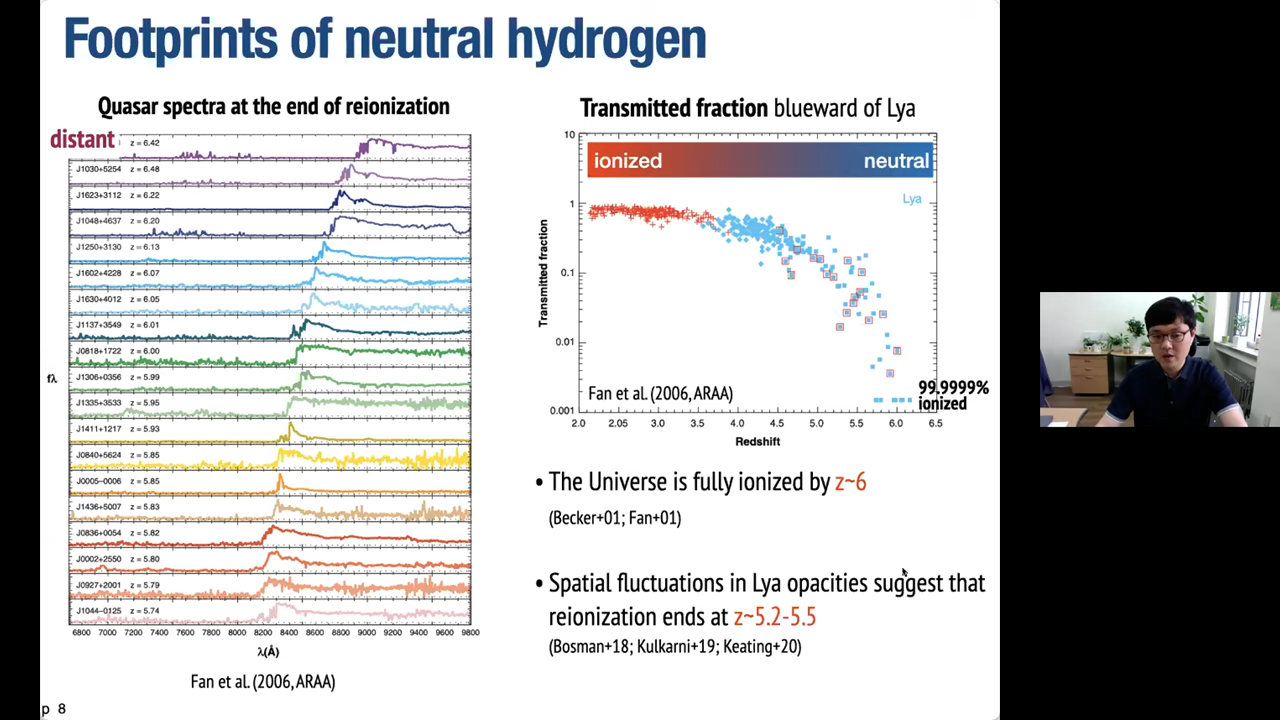 Footprints of neutral hydrogen
Quasar spectra at the end of reionization
distant
z = 6.42
J1030+5254 z = 6.48
J1623+3112 z = 6.22
J1048+4637 z = 6.20
J1250+3130 z = 6.13
J1602+4228 z = 6.07
J1630+4012 z = 6.05
J1137+3549 z = 6.01
J0818+1722 z = 6.00
J1306+0356 z = 5.99
J1335+3533 z = 5.95
J1411+1217 z = 5.93
J0840+5624 z = 5.85
J0005−0006 z = 5.85
J1436+5007 z = 5.83
J0836+0054 z = 5.82
J0002+2550 z = 5.80
J0927+2001 z = 5.79
J1044−0125 z = 5.74
fλ
6800 7000 7200 7400 7600 7800 8000 8200 8400 8600 8800 9000 9200 9400 9600 9800
λ(Å)
Fan et al. (2006, ARAA)
Transmitted fraction blueward of Lya
10
1
0.1
0.01
0.001
Transmitted fraction
ionized neutral
Lya
Fan et al. (2006, ARAA)
99.9999%
ionized
2.0 2.05 3.0 3.5 4.0 4.5 5.0 5.5 6.0 6.5
Redshift
• The Universe is fully ionized by z~6
(Becker+01; Fan+01)
• Spatial fluctuations in Lya opacities suggest that
reionization ends at z~5.2-5.5
(Bosman+18; Kulkarni+19; Keating+20)
p 8